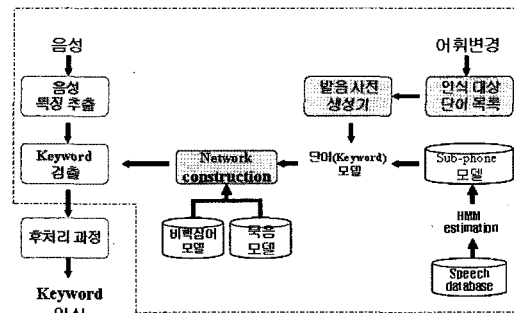 음성
음성
특징 추출
Keyword
검출
후처리 과정
Keyword
인식
어휘변경
인식 대상
단어 목록
발음 사전
생성기
단어(Keyword)
모델
Network
construction
비핵심어
모델
묵음
모델
Sub-phone
모델
HMM
estimation
Speech
database